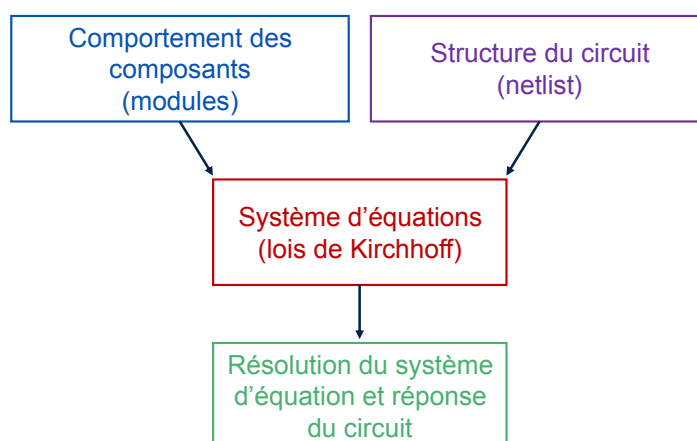 Comportement des
composants
(modules)
Structure du circuit
(netlist)
Système d'équations
(lois de Kirchhoff)
Résolution du système
d'équation et réponse
du circuit